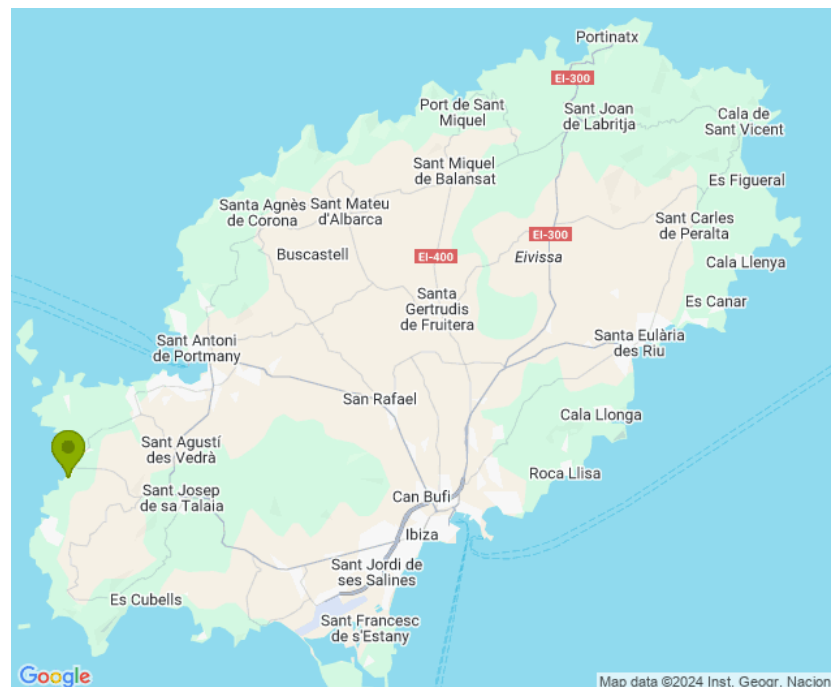 Portinatx
EI-300
Port de Sant
Miquel
Sant Joan
de Labritja
Cala de
Sant Vicent
Sant Miquel
de Balansat
Es Figueral
Santa Agnès
de Corona
Sant Mateu
d'Albarca
Sant Carles
de Peralta
EI-300
Buscastell
EI-400
Eivissa
Cala Llenya
Santa
Gertrudis
de Fruitera
Es Canar
Sant Antoni
de Portmany
Santa Eulària
des Riu
San Rafael
Cala Llonga
Sant Agustí
des Vedrà
Roca Llisa
Sant Josep
de sa Talaia
Can Bufi
Ibiza
Sant Jordi de
ses Salines
Es Cubells
Sant Francesc
de s'Estany
Google
Map data ©2024 Inst. Geogr. Nacion